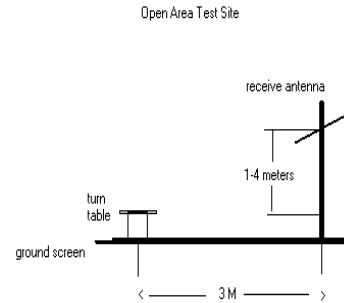 Open Area Test Site
receive antenna
1-4 meters
turn
table
ground screen
3 M